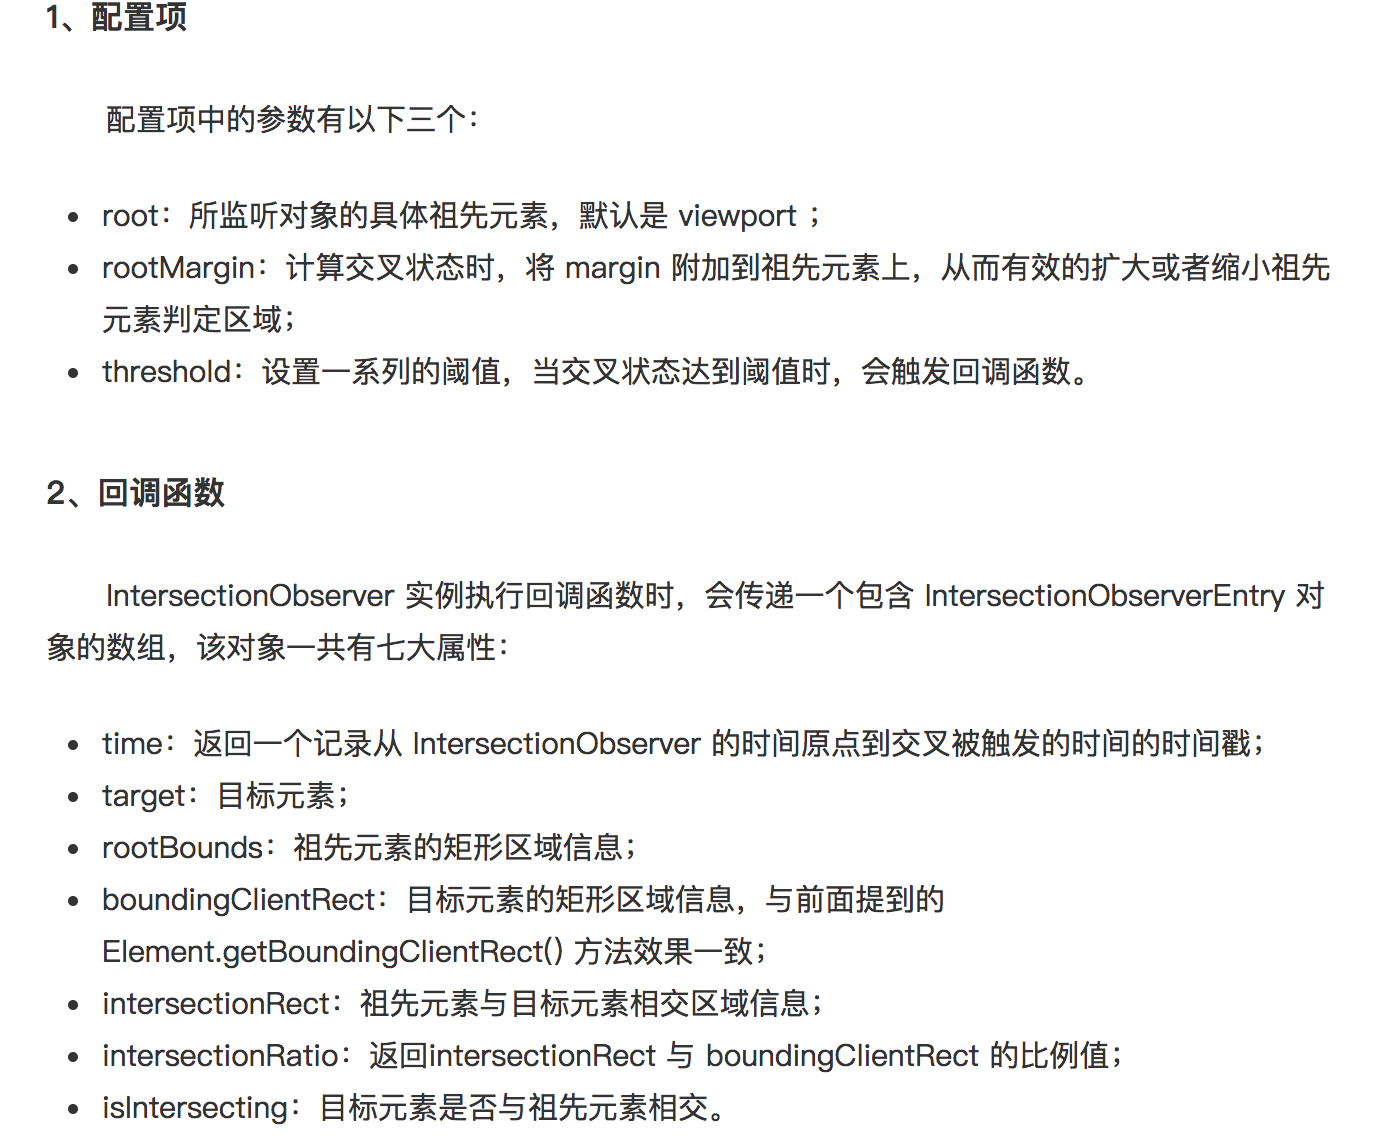 1、配置项
配置项中的参数有以下三个：
• root：所监听对象的具体祖先元素，默认是 viewport ；
• rootMargin：计算交叉状态时，将 margin 附加到祖先元素上，从而有效的扩大或者缩小祖先
元素判定区域；
• threshold：设置一系列的阈值，当交叉状态达到阈值时，会触发回调函数。
2、回调函数
IntersectionObserver 实例执行回调函数时，会传递一个包含 IntersectionObserverEntry 对
象的数组，该对象一共有七大属性：
• time：返回一个记录从 IntersectionObserver 的时间原点到交叉被触发的时间的时间戳；
• target：目标元素；
• rootBounds：祖先元素的矩形区域信息；
• boundingClientRect：目标元素的矩形区域信息，与前面提到的
Element.getBoundingClientRect() 方法效果一致；
• intersectionRect：祖先元素与目标元素相交区域信息；
• intersectionRatio：返回intersectionRect 与 boundingClientRect 的比例值；
• isIntersecting：目标元素是否与祖先元素相交。